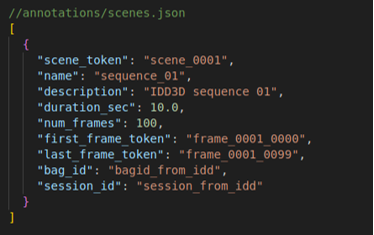 //annotations/scenes.json
[
  {
    "scene_token": "scene_0001",
    "name": "sequence_01",
    "description": "IDD3D sequence 01",
    "duration_sec": 10.0,
    "num_frames": 100,
    "first_frame_token": "frame_0001_0000",
    "last_frame_token": "frame_0001_0099",
    "bag_id": "bagid_from_idd",
    "session_id": "session_from_idd"
  }
]